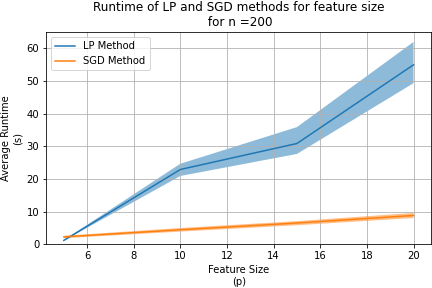 Runtime of LP and SGD methods for feature size
for n =200
LP Method
SGD Method
Average Runtime
(s)
60
50
40
30
20
10
0
6 8 10 12 14 16 18 20
Feature Size
(p)